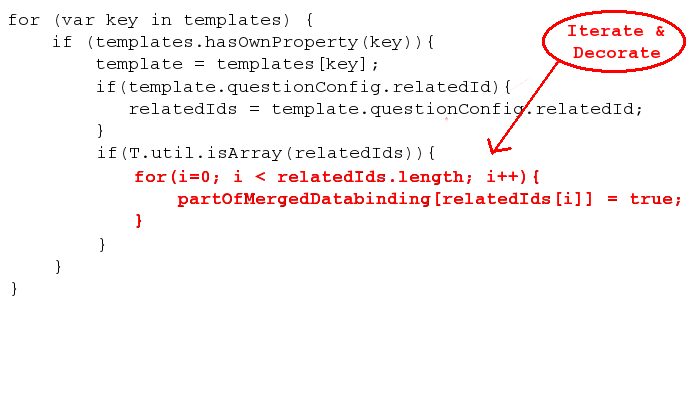 for (var key in templates) {
if (templates.hasOwnProperty(key)){
template = templates[key];
if(template.questionConfig.relatedId){
relatedIds = template.questionConfig.relatedId;
}
if(T.util.isArray(relatedIds)){
for(i=0; i < relatedIds.length; i++){
partOfMergedDatabinding[relatedIds[i]] = true;
}
}
}
}
Iterate &
Decorate